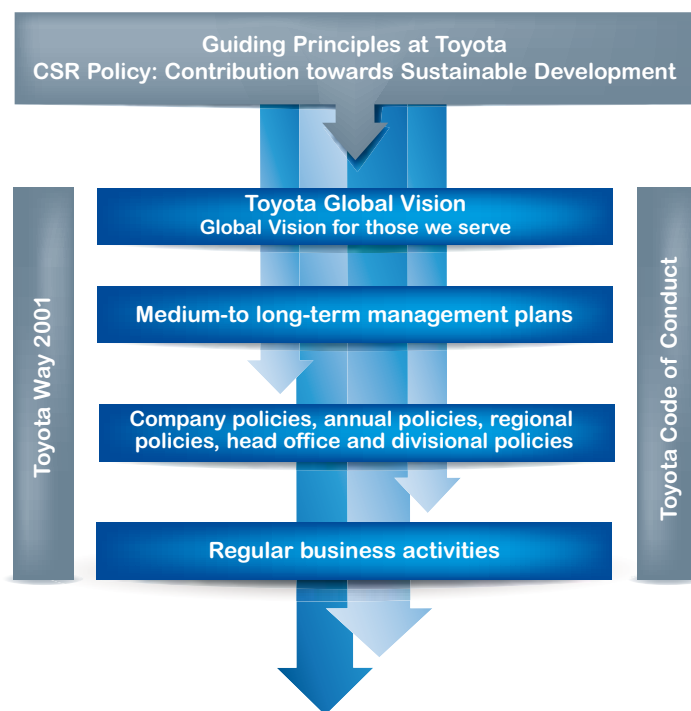 Guiding Principles at Toyota
CSR Policy: Contribution towards Sustainable Development
Toyota Global Vision
Global Vision for those we serve
Medium-to long-term management plans
Company policies, annual policies, regional
policies, head office and divisional policies
Regular business activities
Toyota Way 2001
Toyota Code of Conduct